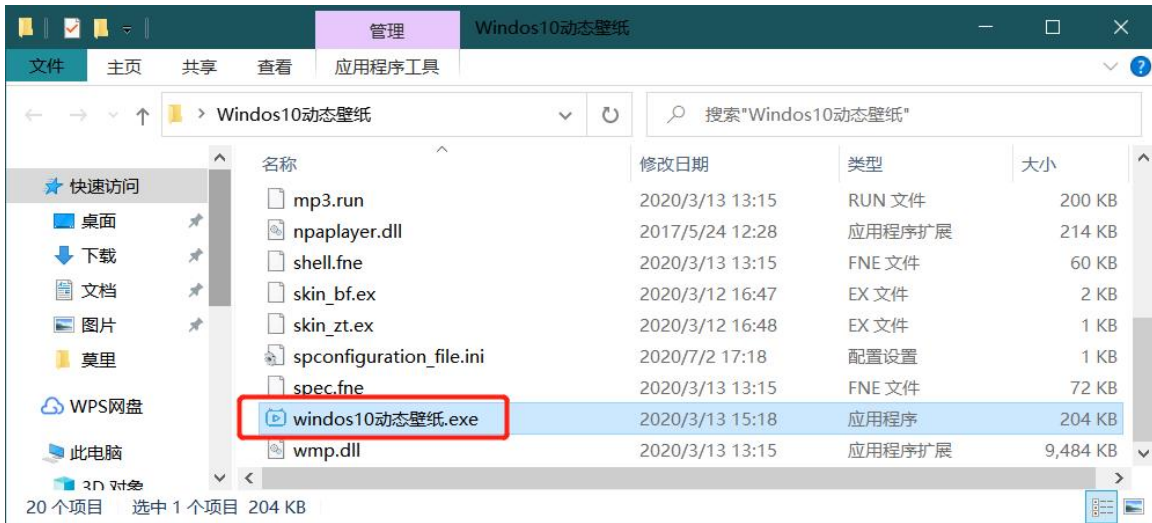 管理 Windos10动态壁纸
文件 主页 共享 查看 应用程序工具
Windos10动态壁纸 搜索"Windos10动态壁纸"
名称 修改日期 类型 大小
快速访问
桌面
下载
文档
图片
莫里
WPS网盘
此电脑
3D 对象
mp3.run 2020/3/13 13:15 RUN 文件 200 KB
npaplayer.dll 2017/5/24 12:28 应用程序扩展 214 KB
shell.fne 2020/3/13 13:15 FNE 文件 60 KB
skin_bf.ex 2020/3/12 16:47 EX 文件 2 KB
skin_zt.ex 2020/3/12 16:48 EX 文件 1 KB
spconfiguration_file.ini 2020/7/2 17:18 配置设置 1 KB
spec.fne 2020/3/13 13:15 FNE 文件 72 KB
windos10动态壁纸.exe 2020/3/13 15:18 应用程序 204 KB
wmp.dll 2020/3/13 13:15 应用程序扩展 9,484 KB
20 个项目 选中 1 个项目 204 KB